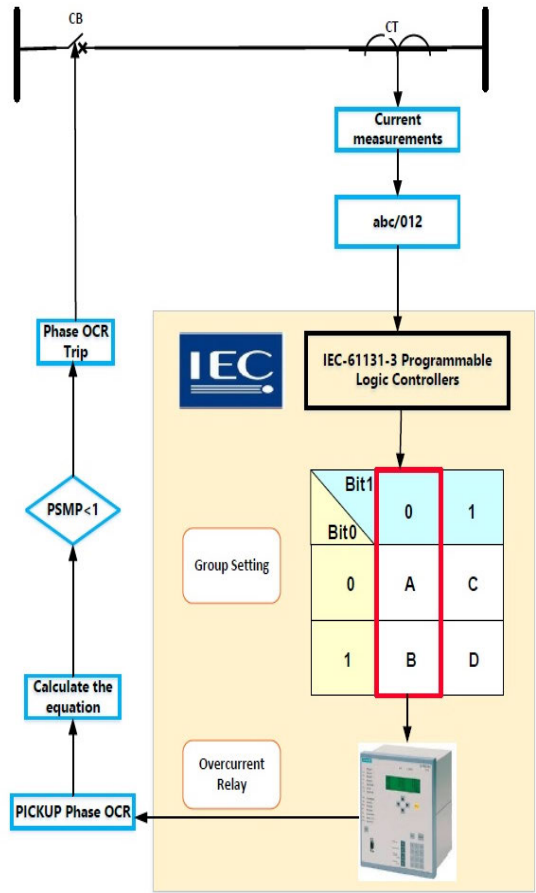 CB
CT
Current
measurements
abc/012
Phase OCR
Trip
IEC
IEC-61131-3 Programmable
Logic Controllers
Bit1
Bit0
0
1
0
A
C
1
B
D
Group Setting
PSMP<1
Calculate the
equation
Overcurrent
Relay
PICKUP Phase OCR